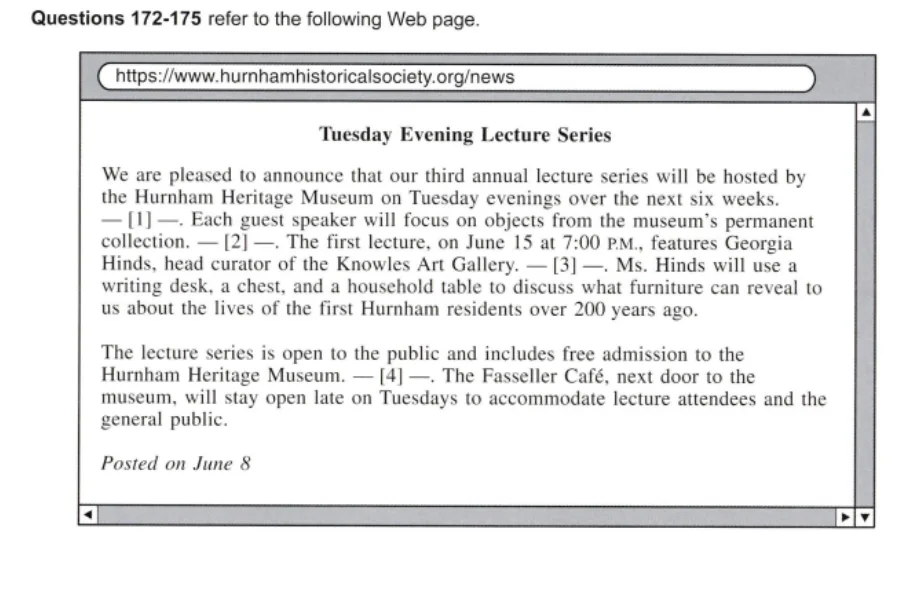 Questions 172-175 refer to the following Web page.
https://www.hurnhamhistoricalsociety.org/news
Tuesday Evening Lecture Series
We are pleased to announce that our third annual lecture series will be hosted by
the Hurnham Heritage Museum on Tuesday evenings over the next six weeks.
— [1] —. Each guest speaker will focus on objects from the museum's permanent
collection. — [2] —. The first lecture, on June 15 at 7:00 P.M., features Georgia
Hinds, head curator of the Knowles Art Gallery. — [3] —. Ms. Hinds will use a
writing desk, a chest, and a household table to discuss what furniture can reveal to
us about the lives of the first Hurnham residents over 200 years ago.
The lecture series is open to the public and includes free admission to the
Hurnham Heritage Museum. — [4] —. The Fasseller Café, next door to the
museum, will stay open late on Tuesdays to accommodate lecture attendees and the
general public.
Posted on June 8